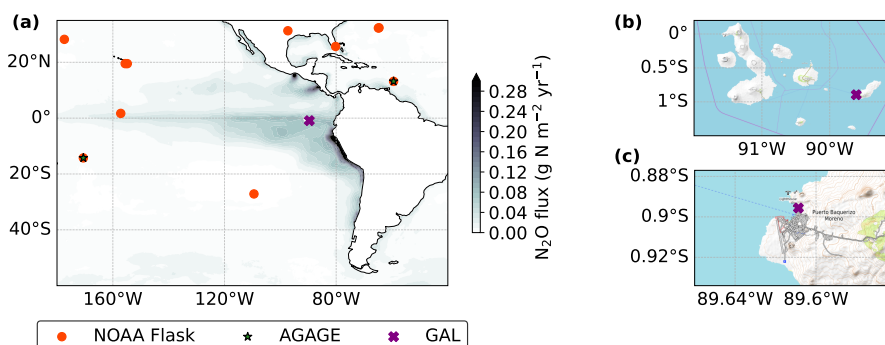 (a)
20°N
0°
20°S
40°S
160°W
120°W
80°W
0.28
0.24
0.20
0.16
0.12
0.08
0.04
0.00
N₂O flux (g N m⁻² yr⁻¹)
(b)
0°
0.5°S
1°S
91°W
90°W
(c)
0.88°S
0.9°S
0.92°S
89.64°W
89.6°W
Puerto Baquerizo
Moreno
NOAA Flask
AGAGE
GAL